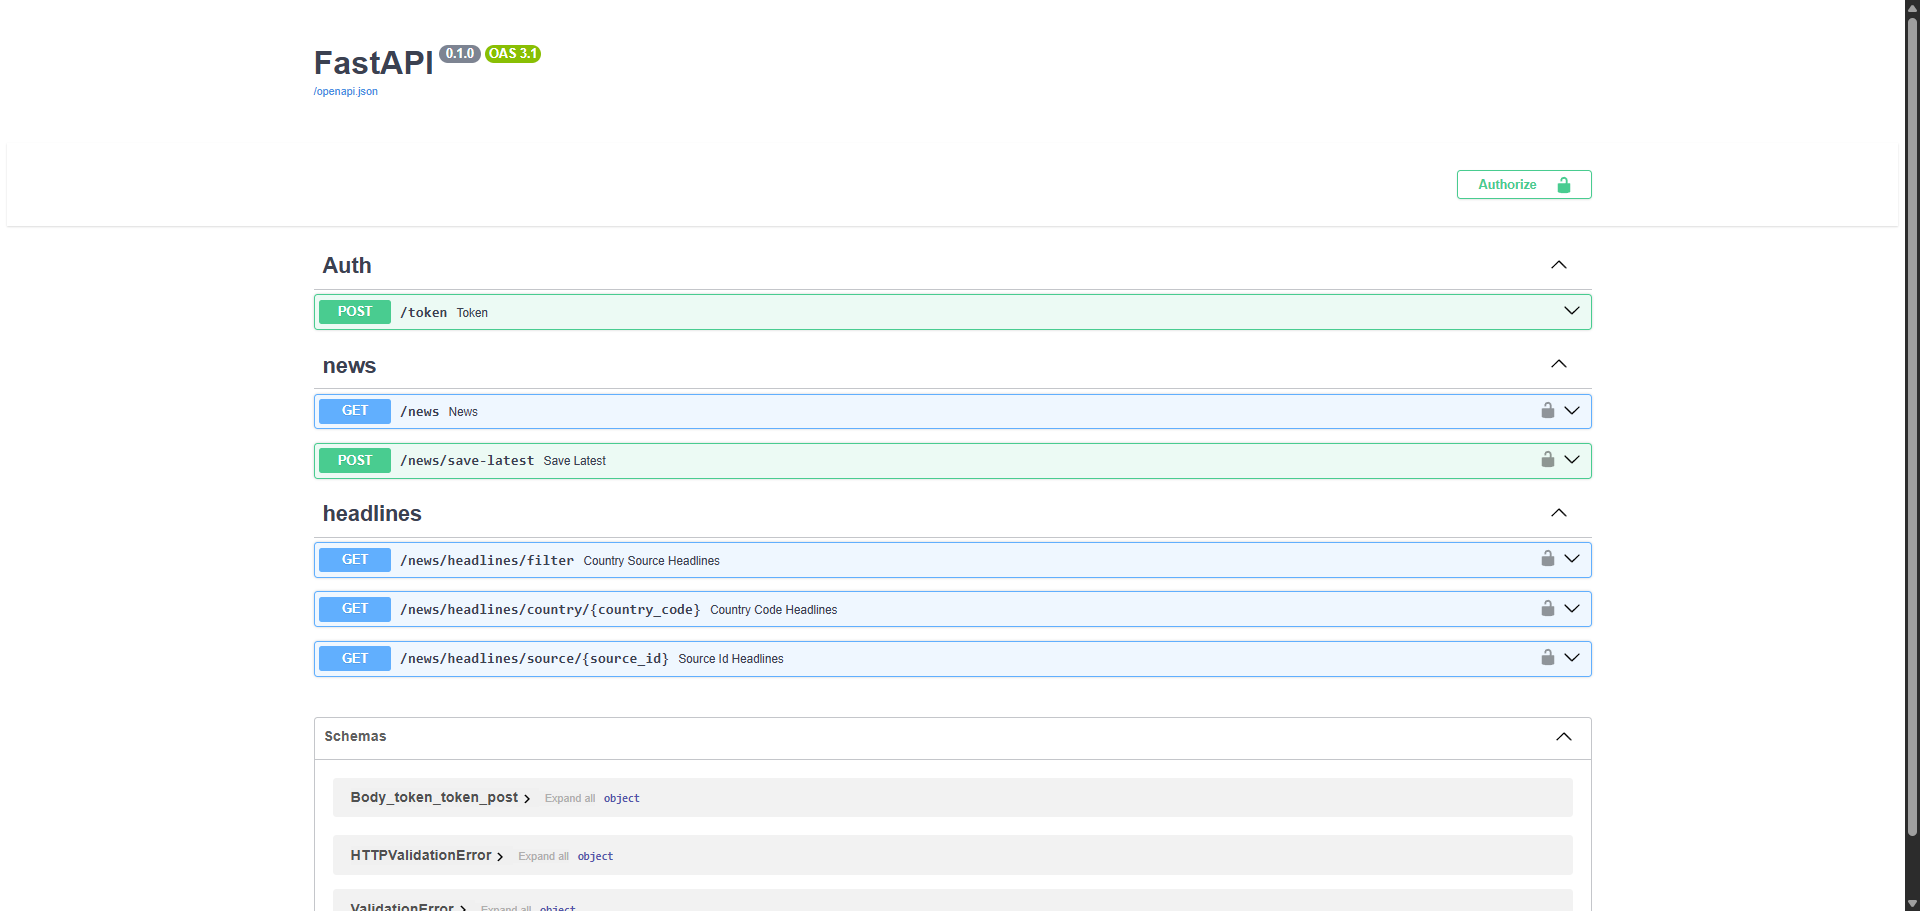 FastAPI 0.1.0 OAS 3.1
/openapi.json
Authorize
Auth
POST /token Token
news
GET /news News
POST /news/save-latest Save Latest
headlines
GET /news/headlines/filter Country Source Headlines
GET /news/headlines/country/{country_code} Country Code Headlines
GET /news/headlines/source/{source_id} Source Id Headlines
Schemas
Body_token_token_post Expand all object
HTTPValidationError Expand all object
ValidationError Expand all object